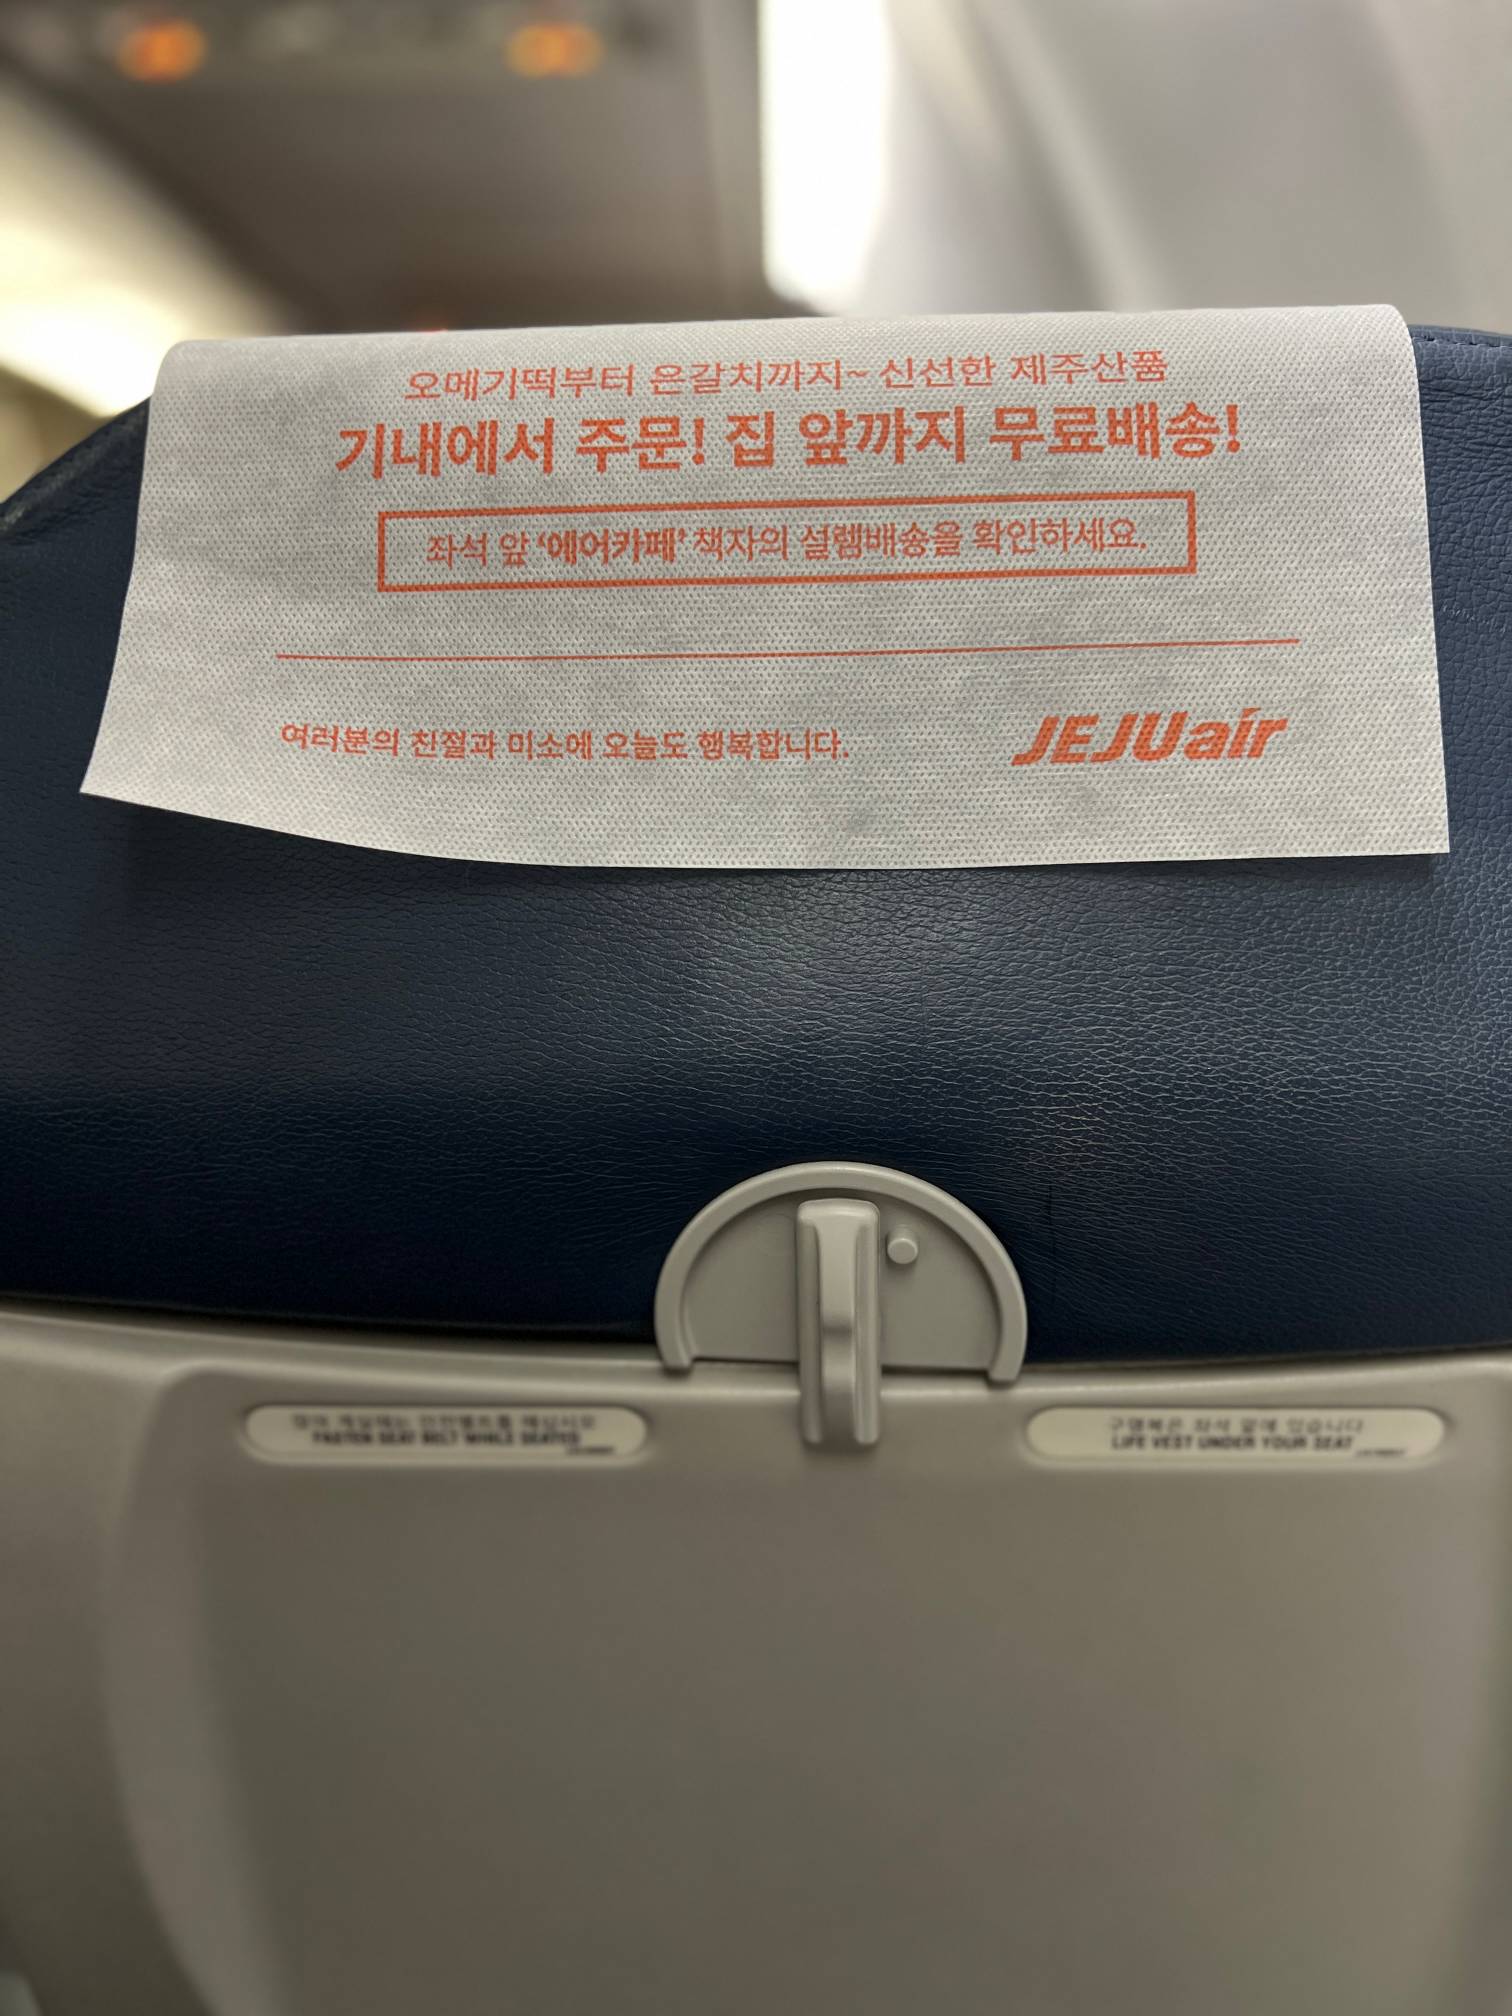 오메기떡부터 은갈치까지~ 신선한 제주산품
기내에서 주문! 집 앞까지 무료배송!
좌석 앞 ‘에어카페’ 책자의 설렘배송을 확인하세요.
여러분의 친절과 미소에 오늘도 행복합니다.
JEJUair
FASTEN SEAT BELT WHILE SEATED
구명복은 좌석 밑에 있습니다
LIFE VEST UNDER YOUR SEAT